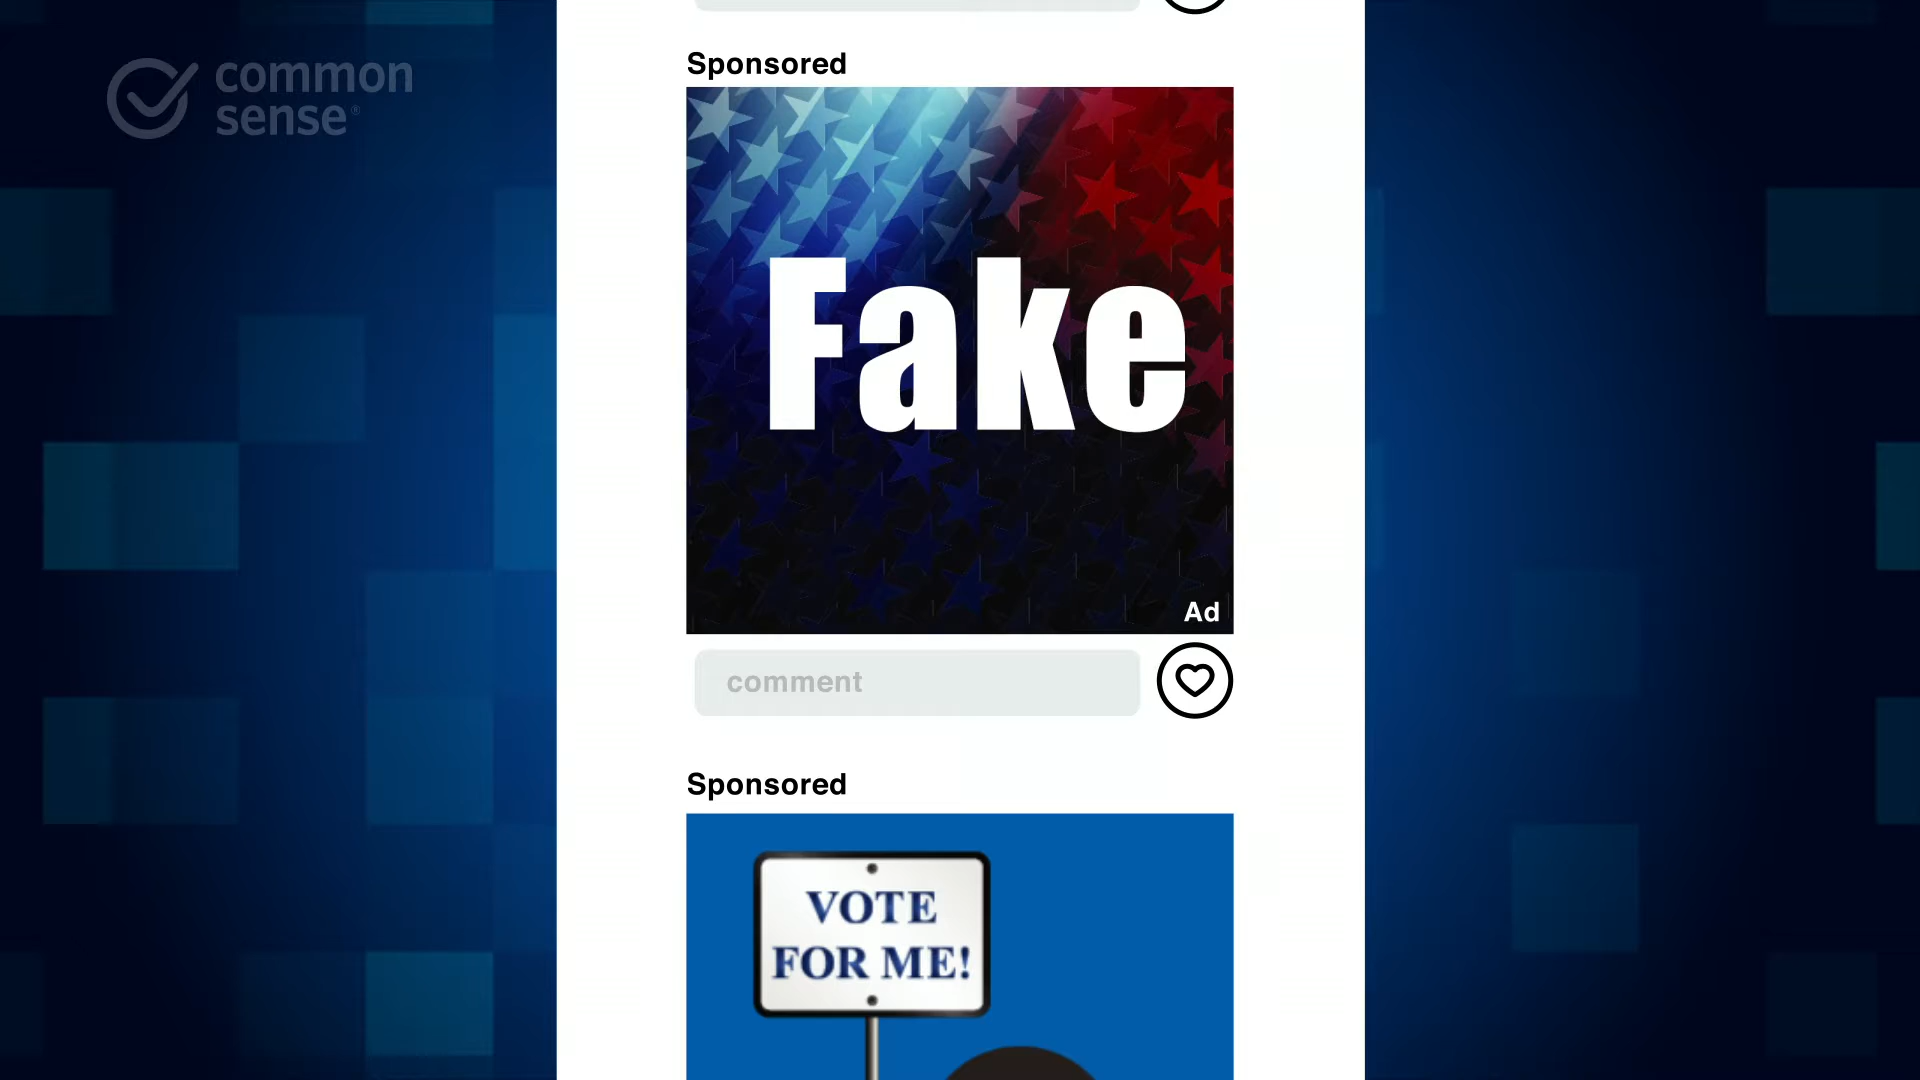 common
sense®
Sponsored
Fake
Ad
comment
Sponsored
VOTE
FOR ME!